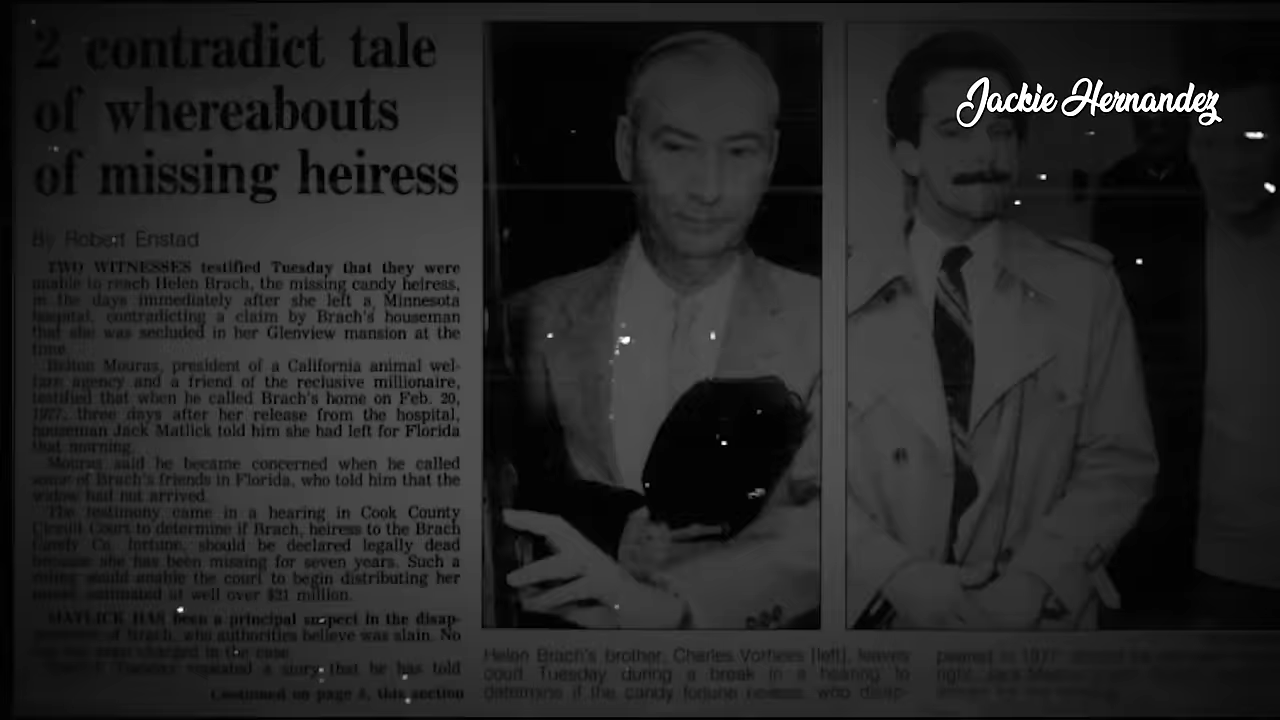 2 contradict tale
of whereabouts
of missing heiress
By Robert Enstad
TWO WITNESSES testified Tuesday that they were
unable to reach Helen Brach, the missing candy heiress,
in the days immediately after she left a Minnesota
hospital, contradicting a claim by Brach's houseman
that she was secluded in her Glenview mansion at the
time.
Mouras, president of a California animal wel-
fare agency and a friend of the reclusive millionaire,
testified that when he called Brach's home on Feb. 20,
1977, three days after her release from the hospital,
houseman Jack Matlick told him she had left for Florida
that morning.
Mouras said he became concerned when he called
some of Brach's friends in Florida, who told him that the
widow had not arrived.
The testimony came in a hearing in Cook County
Circuit Court to determine if Brach, heiress to the Brach
Candy Co. fortune, should be declared legally dead
because she has been missing for seven years. Such a
ruling would enable the court to begin distributing her
estimated at well over $21 million.
MATLICK HAS been a principal suspect in the disap-
pearance of Brach, who authorities believe was slain. No
in the case.
repeated a story that he has told
Continued on page 5, this section
Jackie Hernandez
Helen Brach's brother, Charles Vorhees [left], leaves
court Tuesday during a break in a hearing to
determine if the candy fortune heiress, who disap-
peared in 1977
right, Jack